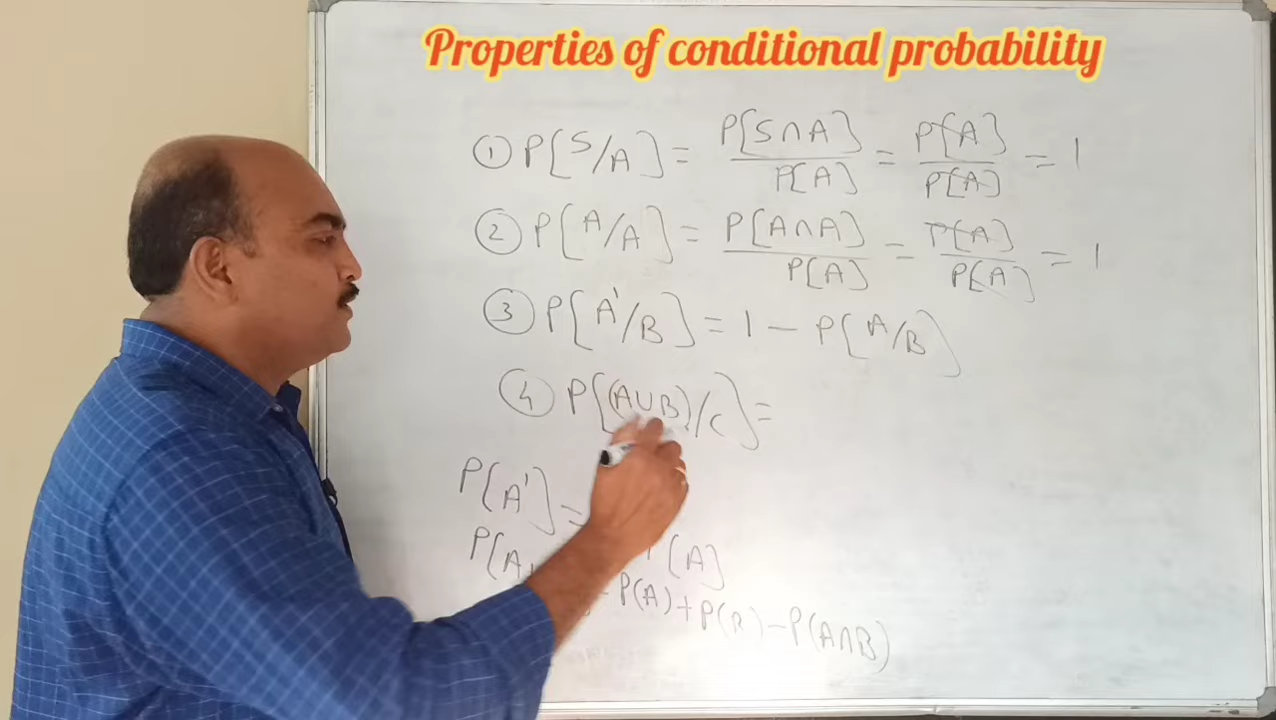 Properties of conditional probability
① P[S/A] = P[S∩A]/P[A] = P[A]/P[A] = 1
② P[A/A] = P[A∩A]/P[A] = P[A]/P[A] = 1
③ P[A'/B] = 1 - P[A/B]
④ P[(A∪B)/C] =
P[A'] = P[A]
P[A P(A) + P(B) - P(A∩B)